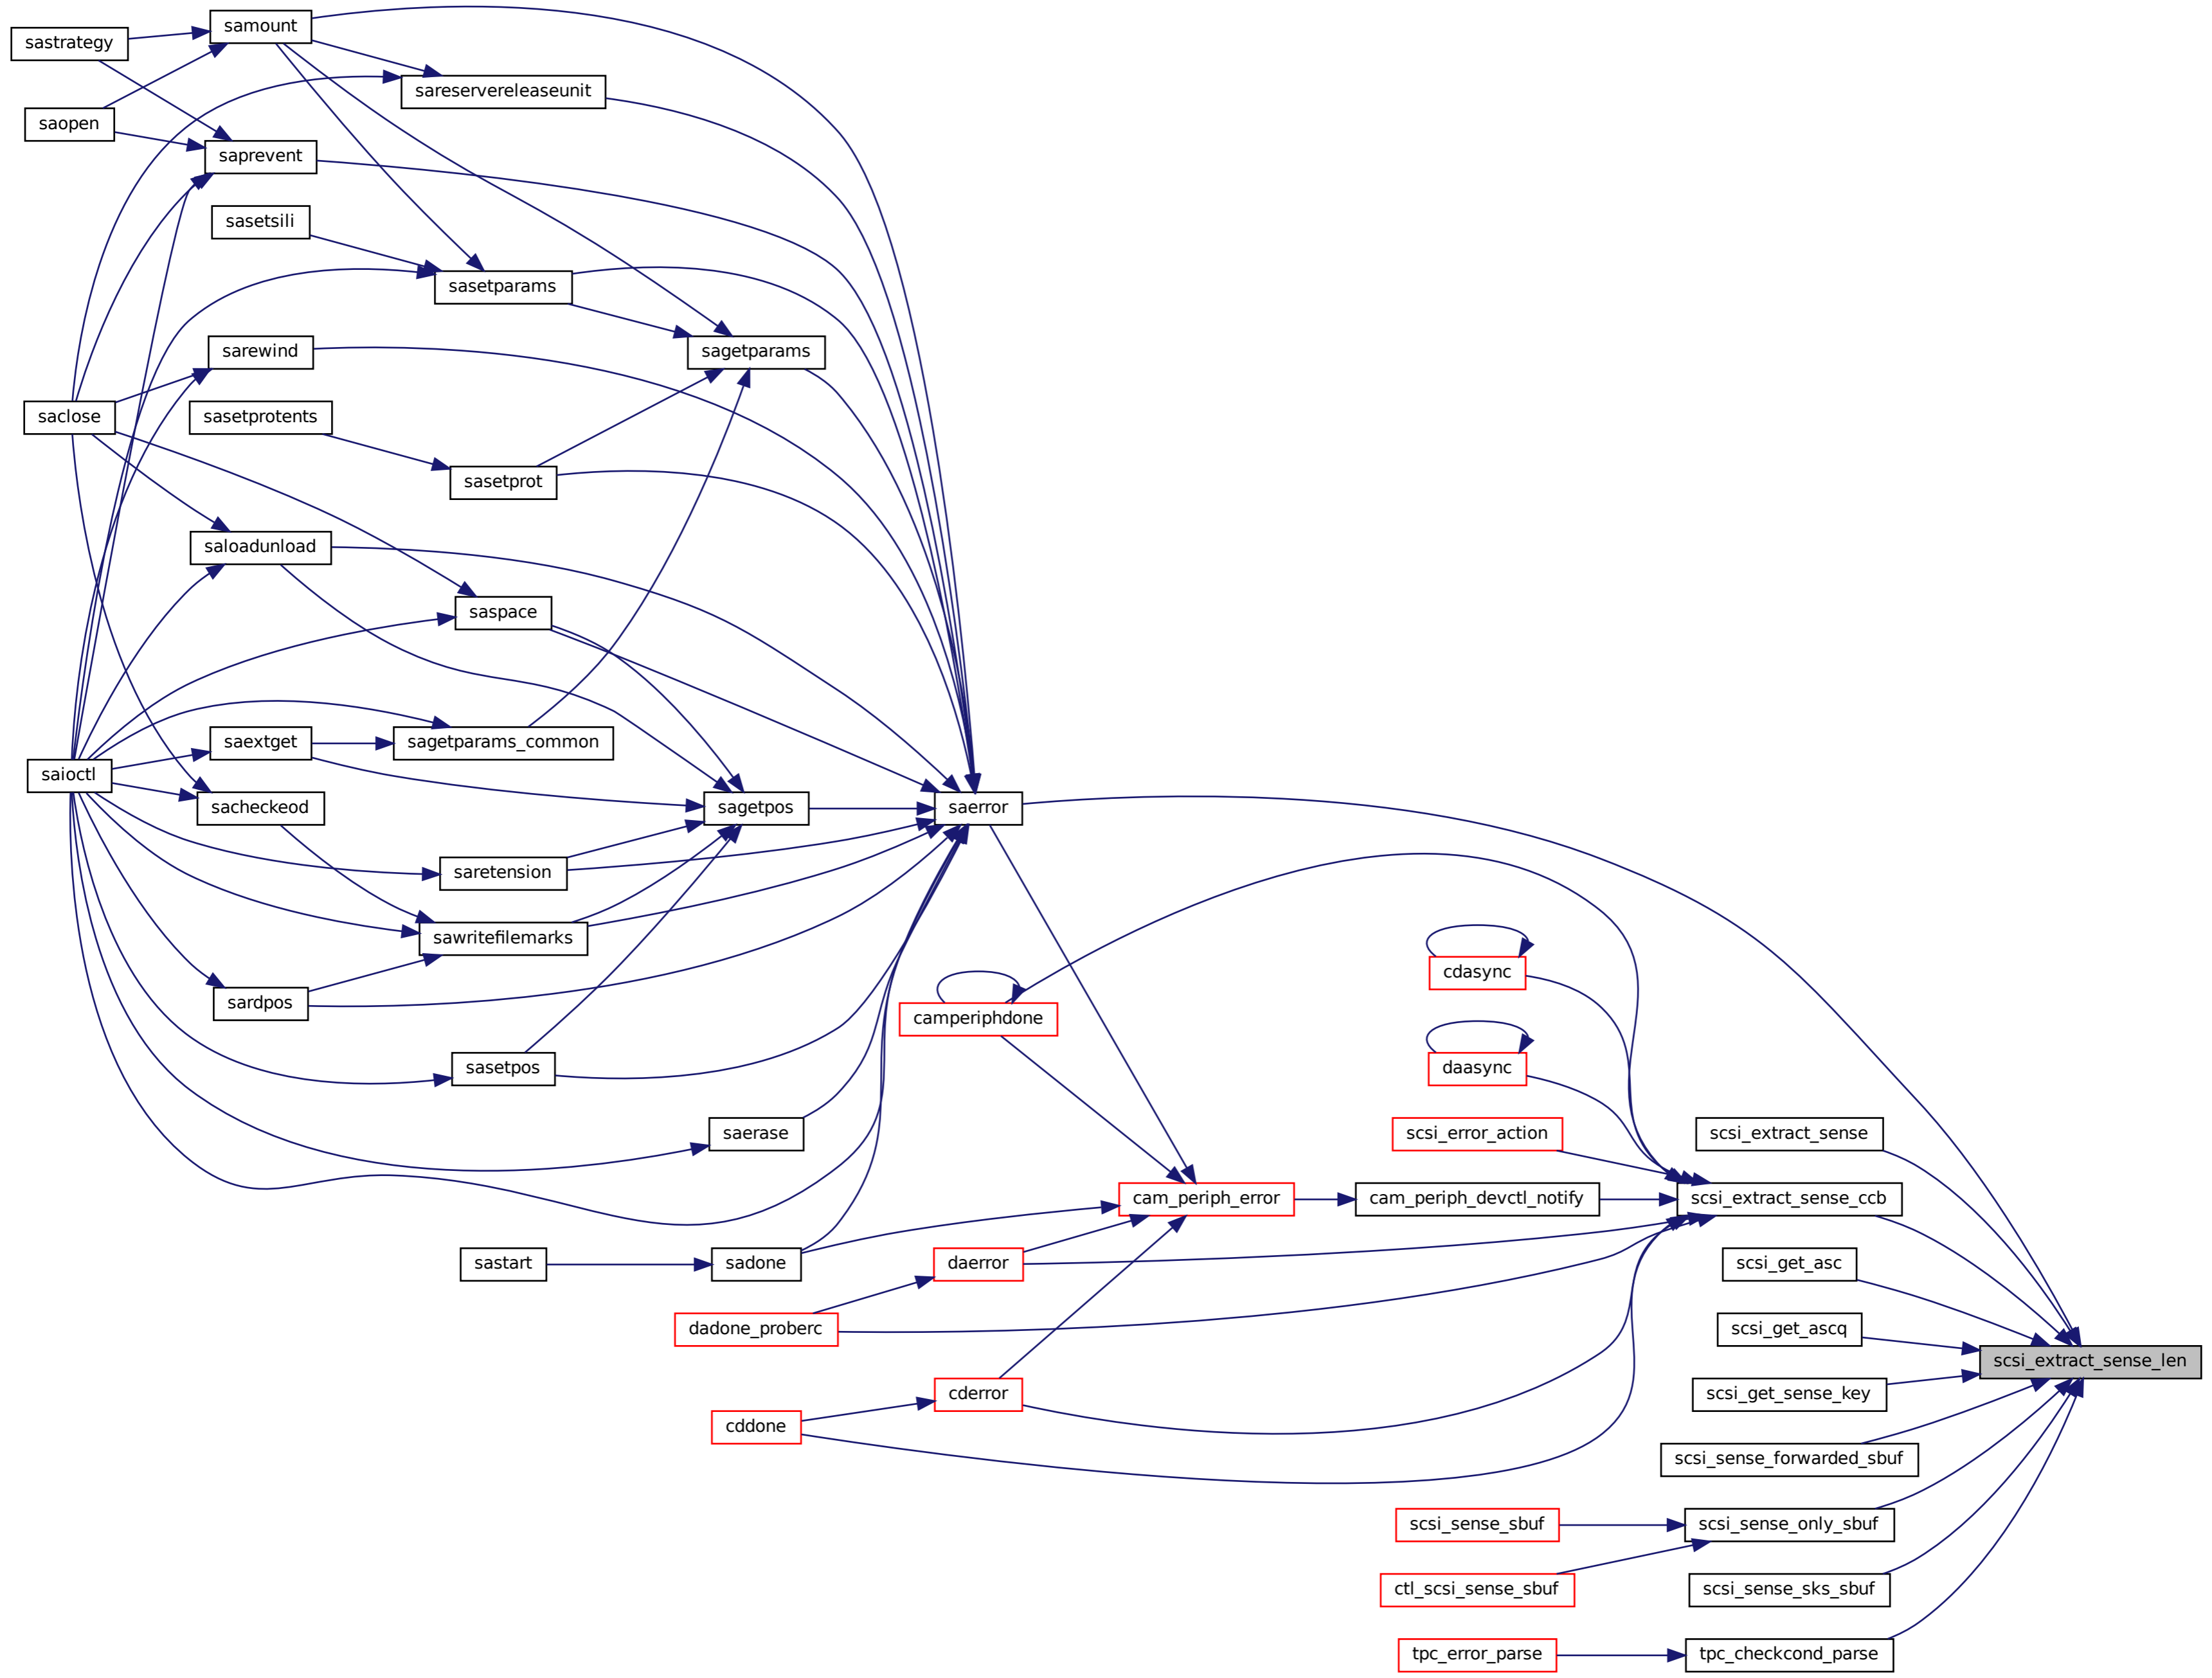 samount
sastrategy
sareservereleaseunit
saopen
saprevent
sasetsili
sasetparams
sarewind
sagetparams
saclose
sasetprotents
sasetprot
saloadunload
saspace
saextget
sagetparams_common
saioctl
sacheckeod
sagetpos
saerror
saretension
sawritefilemarks
cdasync
sardpos
camperiphdone
sasetpos
daasync
saerase
scsi_error_action
scsi_extract_sense
cam_periph_error
cam_periph_devctl_notify
scsi_extract_sense_ccb
sastart
sadone
daerror
scsi_get_asc
dadone_proberc
scsi_get_ascq
scsi_extract_sense_len
cderror
scsi_get_sense_key
cddone
scsi_sense_forwarded_sbuf
scsi_sense_sbuf
scsi_sense_only_sbuf
ctl_scsi_sense_sbuf
scsi_sense_sks_sbuf
tpc_error_parse
tpc_checkcond_parse